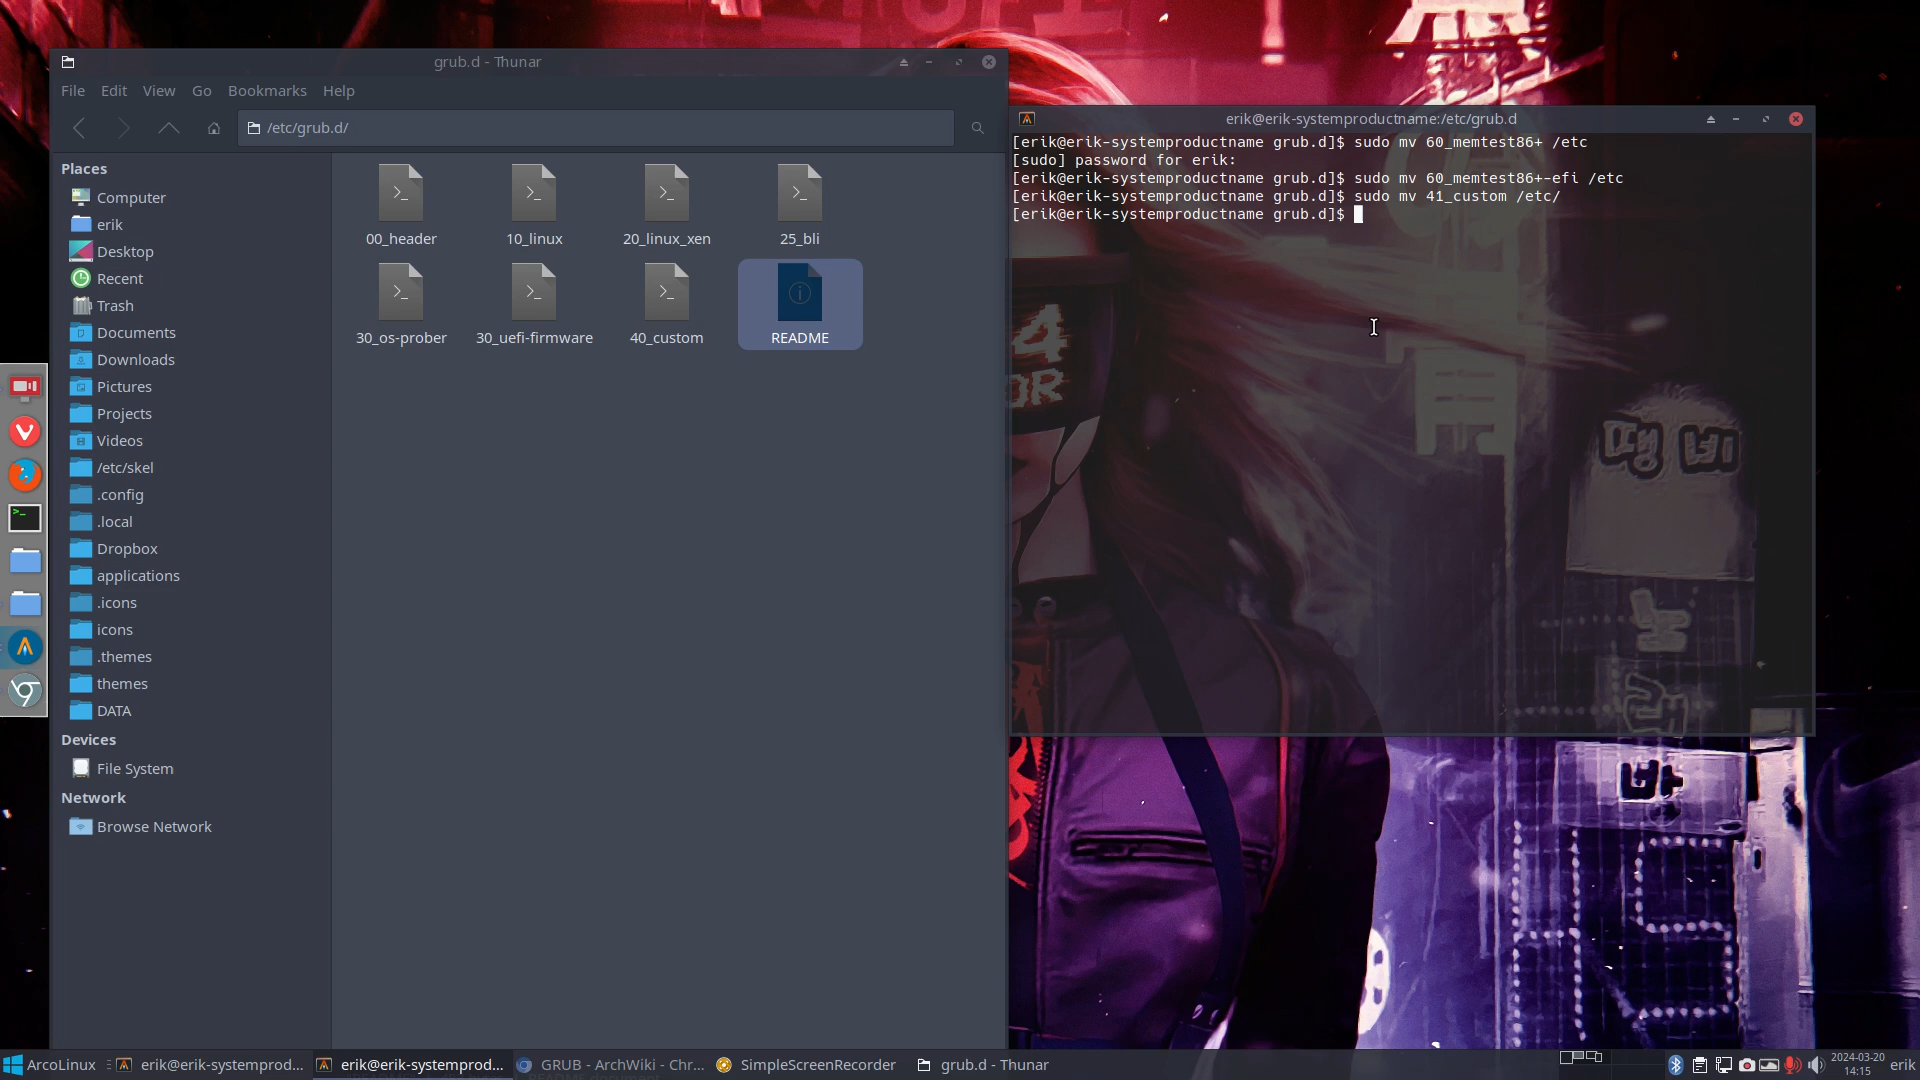 grub.d - Thunar
File Edit View Go Bookmarks Help
/etc/grub.d/
Places
Computer
erik
Desktop
Recent
Trash
Documents
Downloads
Pictures
Projects
Videos
/etc/skel
.config
.local
Dropbox
applications
.icons
icons
.themes
themes
DATA
Devices
File System
Network
Browse Network
00_header
10_linux
20_linux_xen
25_bli
30_os-prober
30_uefi-firmware
40_custom
README
erik@erik-systemproductname:/etc/grub.d
[erik@erik-systemproductname grub.d]$ sudo mv 60_memtest86+ /etc
[sudo] password for erik:
[erik@erik-systemproductname grub.d]$ sudo mv 60_memtest86+-efi /etc
[erik@erik-systemproductname grub.d]$ sudo mv 41_custom /etc/
[erik@erik-systemproductname grub.d]$
ArcoLinux
erik@erik-systemprod...
erik@erik-systemprod...
GRUB - ArchWiki - Chr...
SimpleScreenRecorder
grub.d - Thunar
2024-03-20
14:15
erik